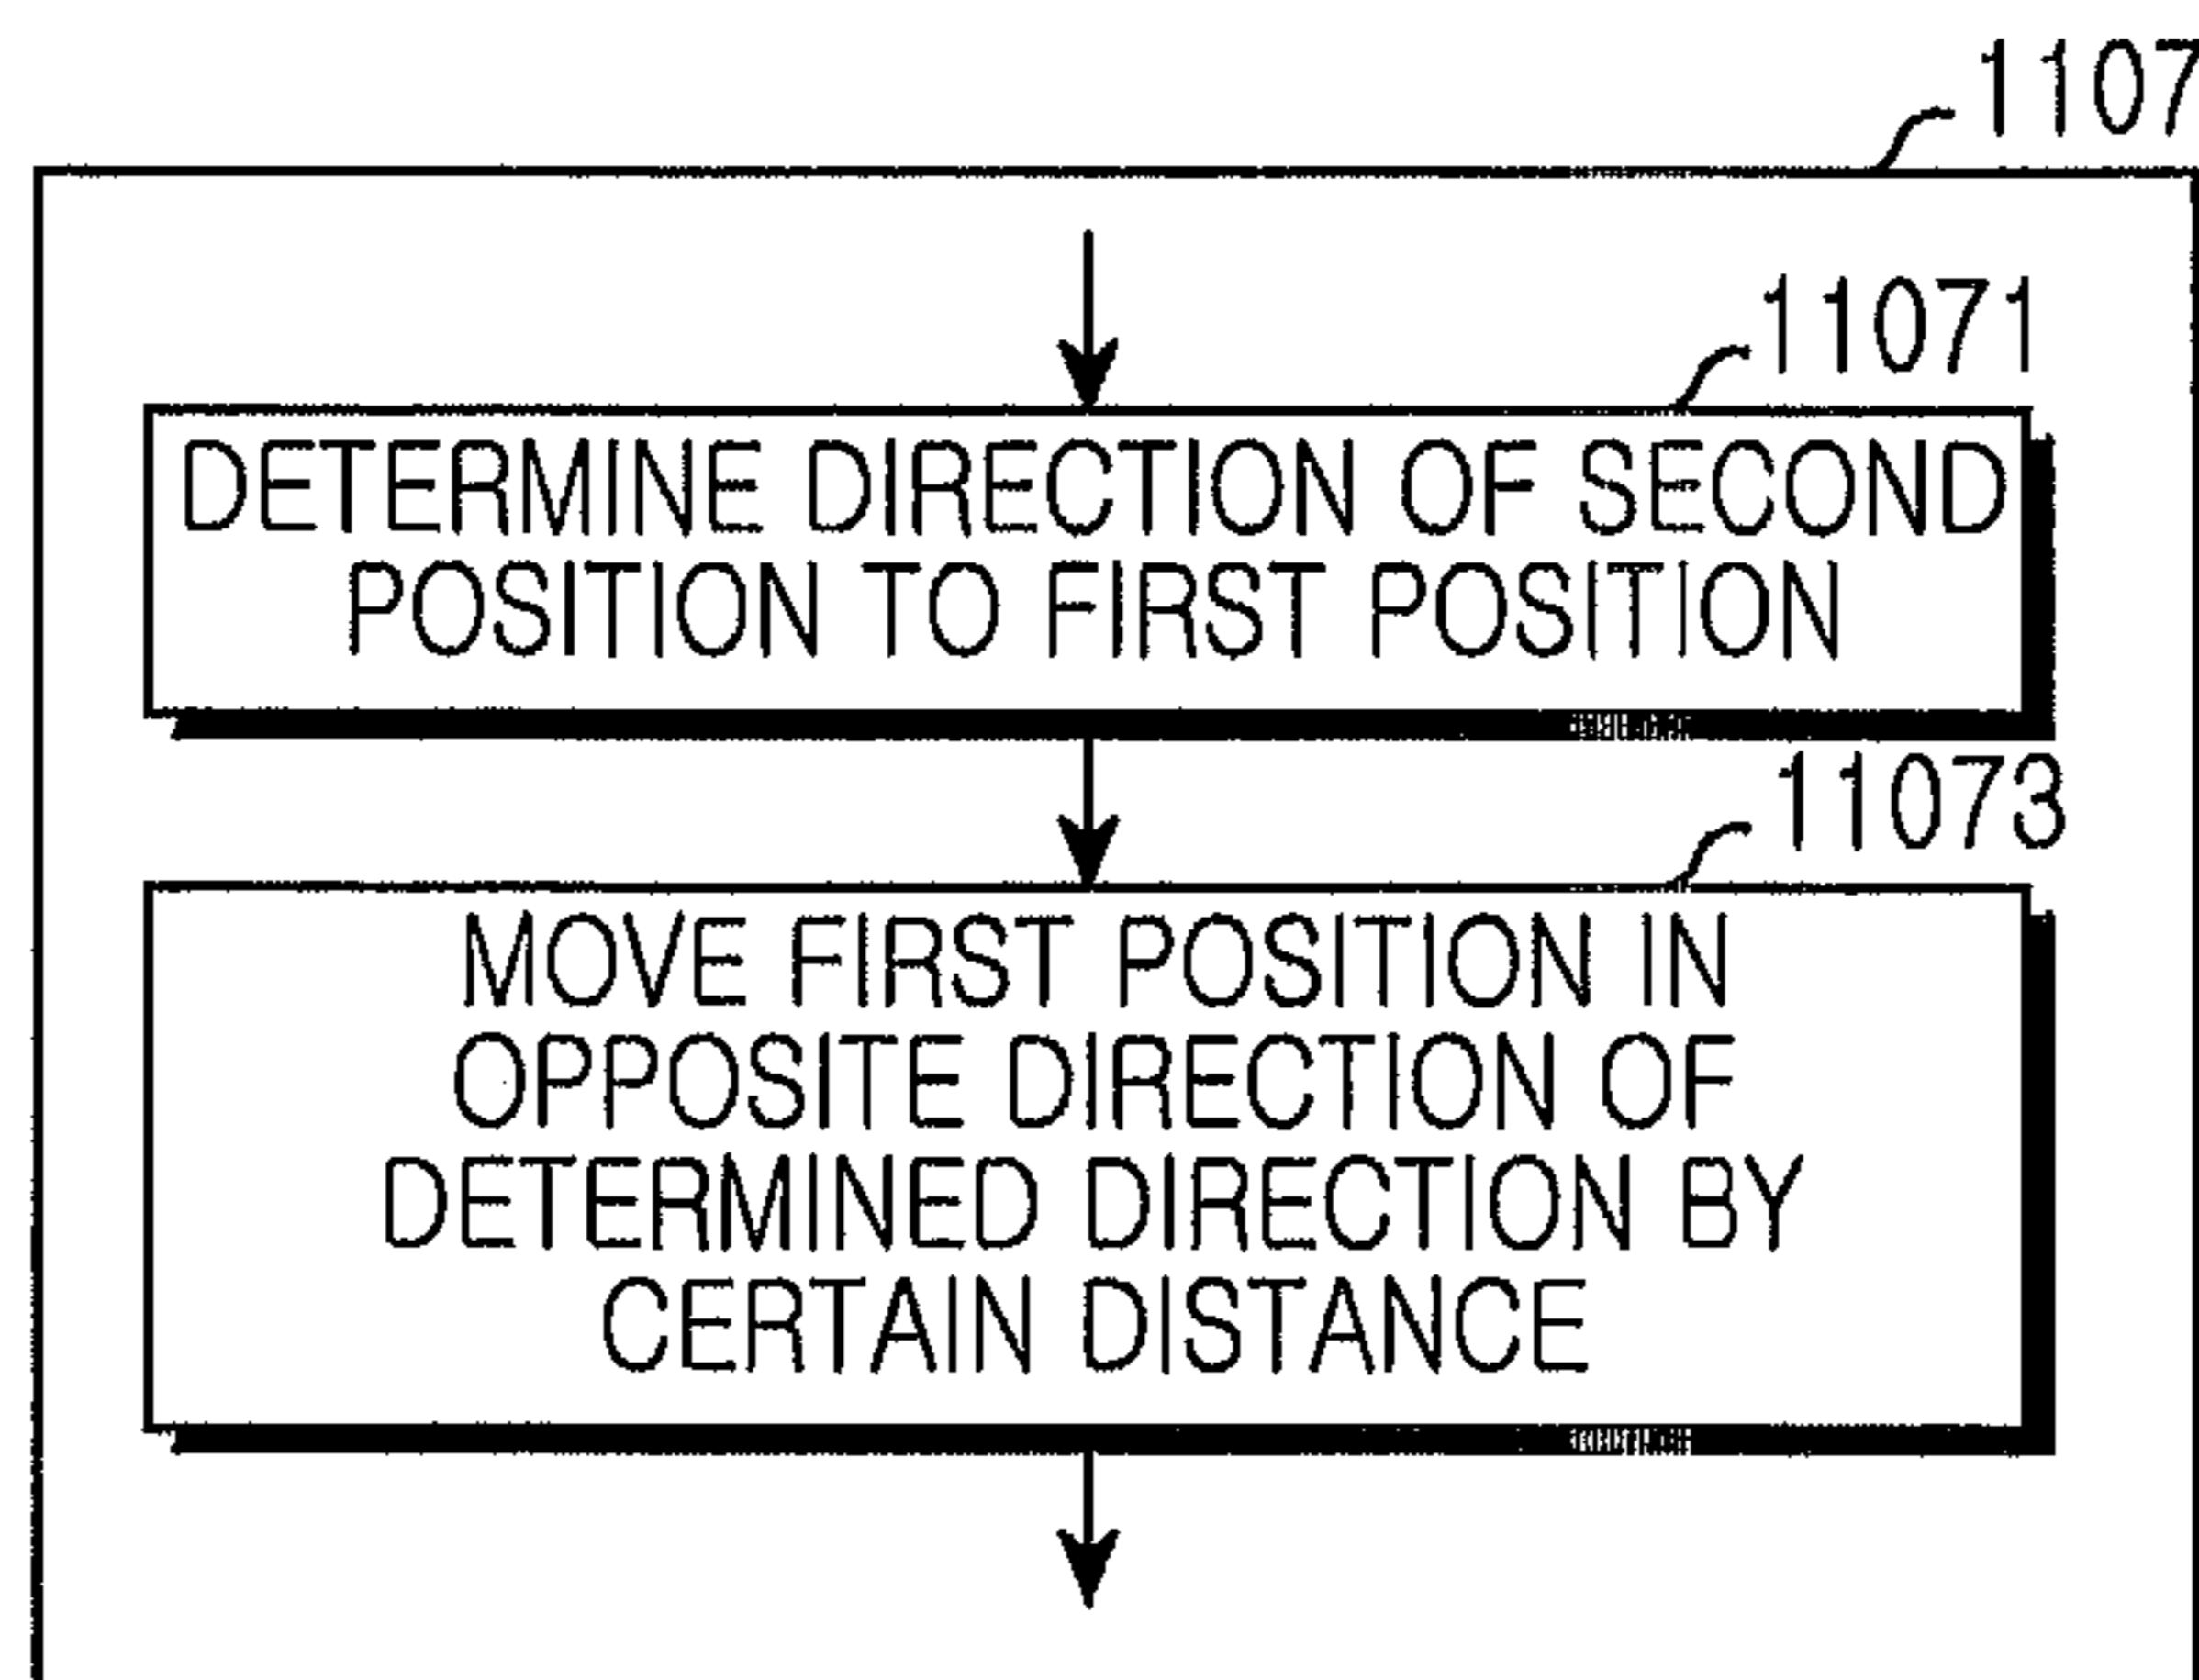 1107
11071
DETERMINE DIRECTION OF SECOND
POSITION TO FIRST POSITION
11073
MOVE FIRST POSITION IN
OPPOSITE DIRECTION OF
DETERMINED DIRECTION BY
CERTAIN DISTANCE